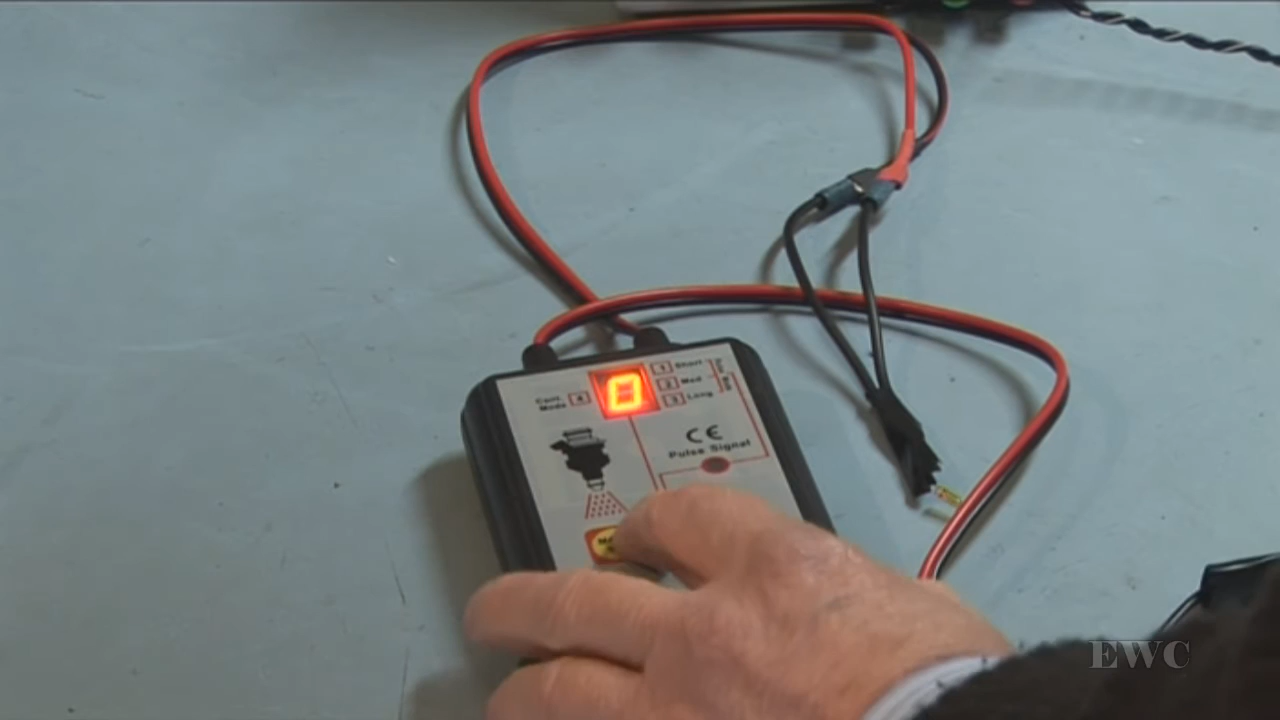 0
1 Short
2 Med
3 Long
Cont.
Mode 4
CE
Pulse Signal
EWC